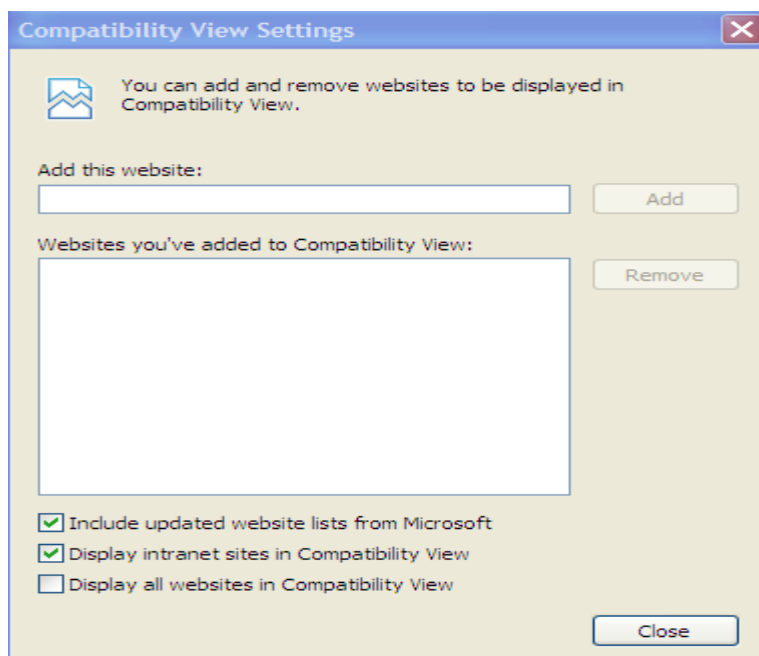 Compatibility View Settings
You can add and remove websites to be displayed in
Compatibility View.
Add this website:
Add
Websites you've added to Compatibility View:
Remove
Include updated website lists from Microsoft
Display intranet sites in Compatibility View
Display all websites in Compatibility View
Close